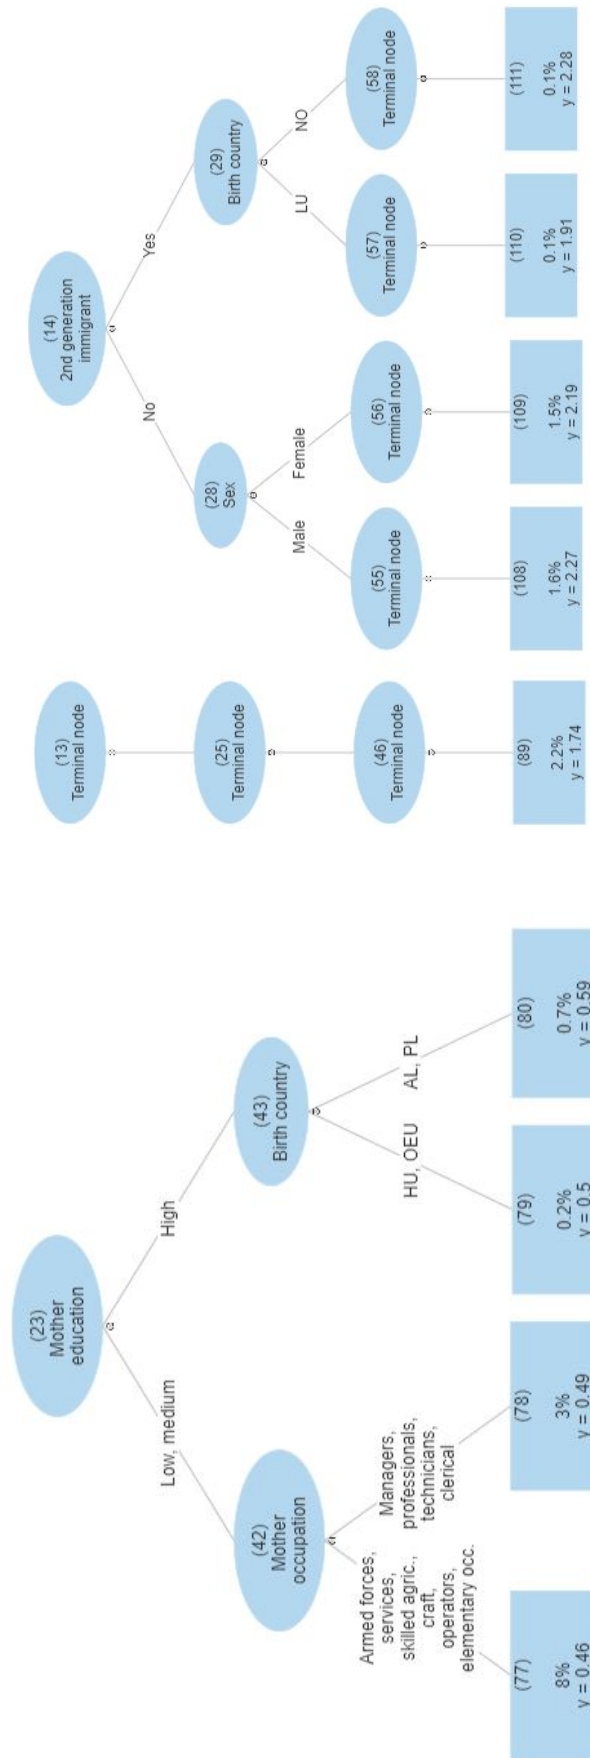 (23)
Mother
education
Low, medium
High
(42)
Mother
occupation
(43)
Birth country
Armed forces,
services,
skilled agric.,
craft,
operators,
elementary occ.
Managers,
professionals,
technicians,
clerical
HU, OEU
AL, PL
(77)
8%
y = 0.46
(78)
3%
y = 0.49
(79)
0.2%
y = 0.5
(80)
0.7%
y = 0.59
(13)
Terminal node
(25)
Terminal node
(46)
Terminal node
(89)
2.2%
y = 1.74
(14)
2nd generation
immigrant
No
Yes
(28)
Sex
(29)
Birth country
Male
Female
LU
NO
(55)
Terminal node
(56)
Terminal node
(57)
Terminal node
(58)
Terminal node
(108)
1.6%
y = 2.27
(109)
1.5%
y = 2.19
(110)
0.1%
y = 1.91
(111)
0.1%
y = 2.28